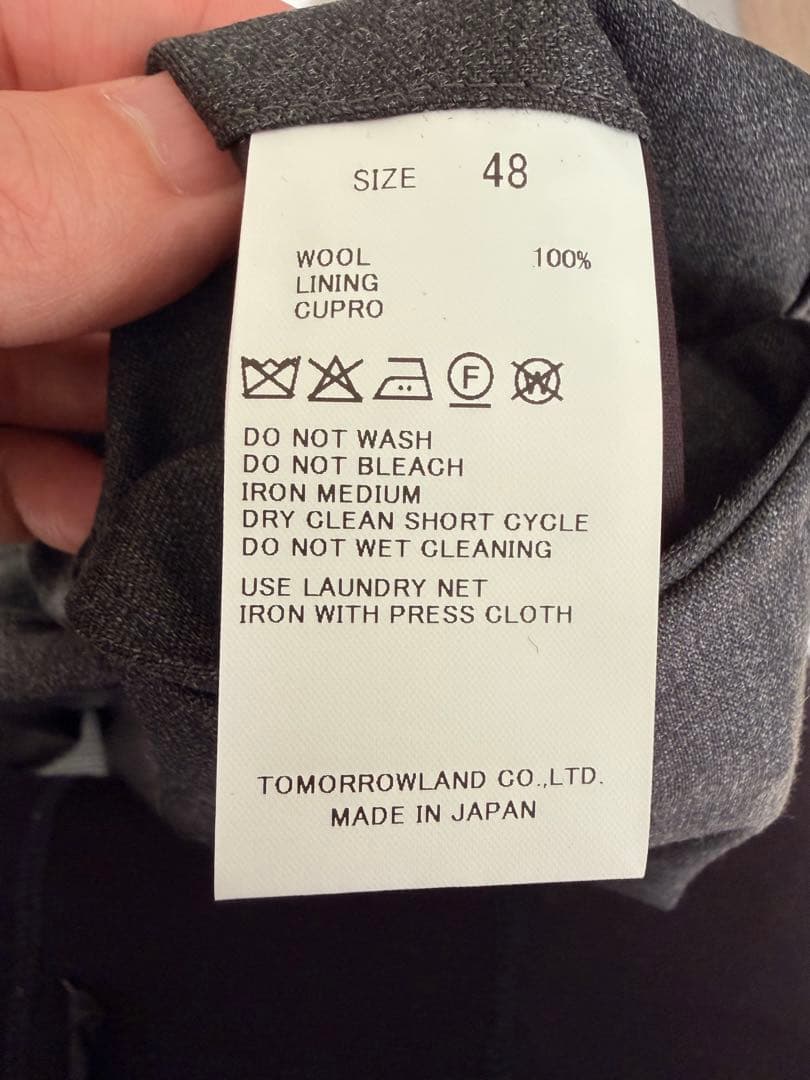 SIZE 48
WOOL 100%
LINING
CUPRO
F W
DO NOT WASH
DO NOT BLEACH
IRON MEDIUM
DRY CLEAN SHORT CYCLE
DO NOT WET CLEANING
USE LAUNDRY NET
IRON WITH PRESS CLOTH
TOMORROWLAND CO.,LTD.
MADE IN JAPAN